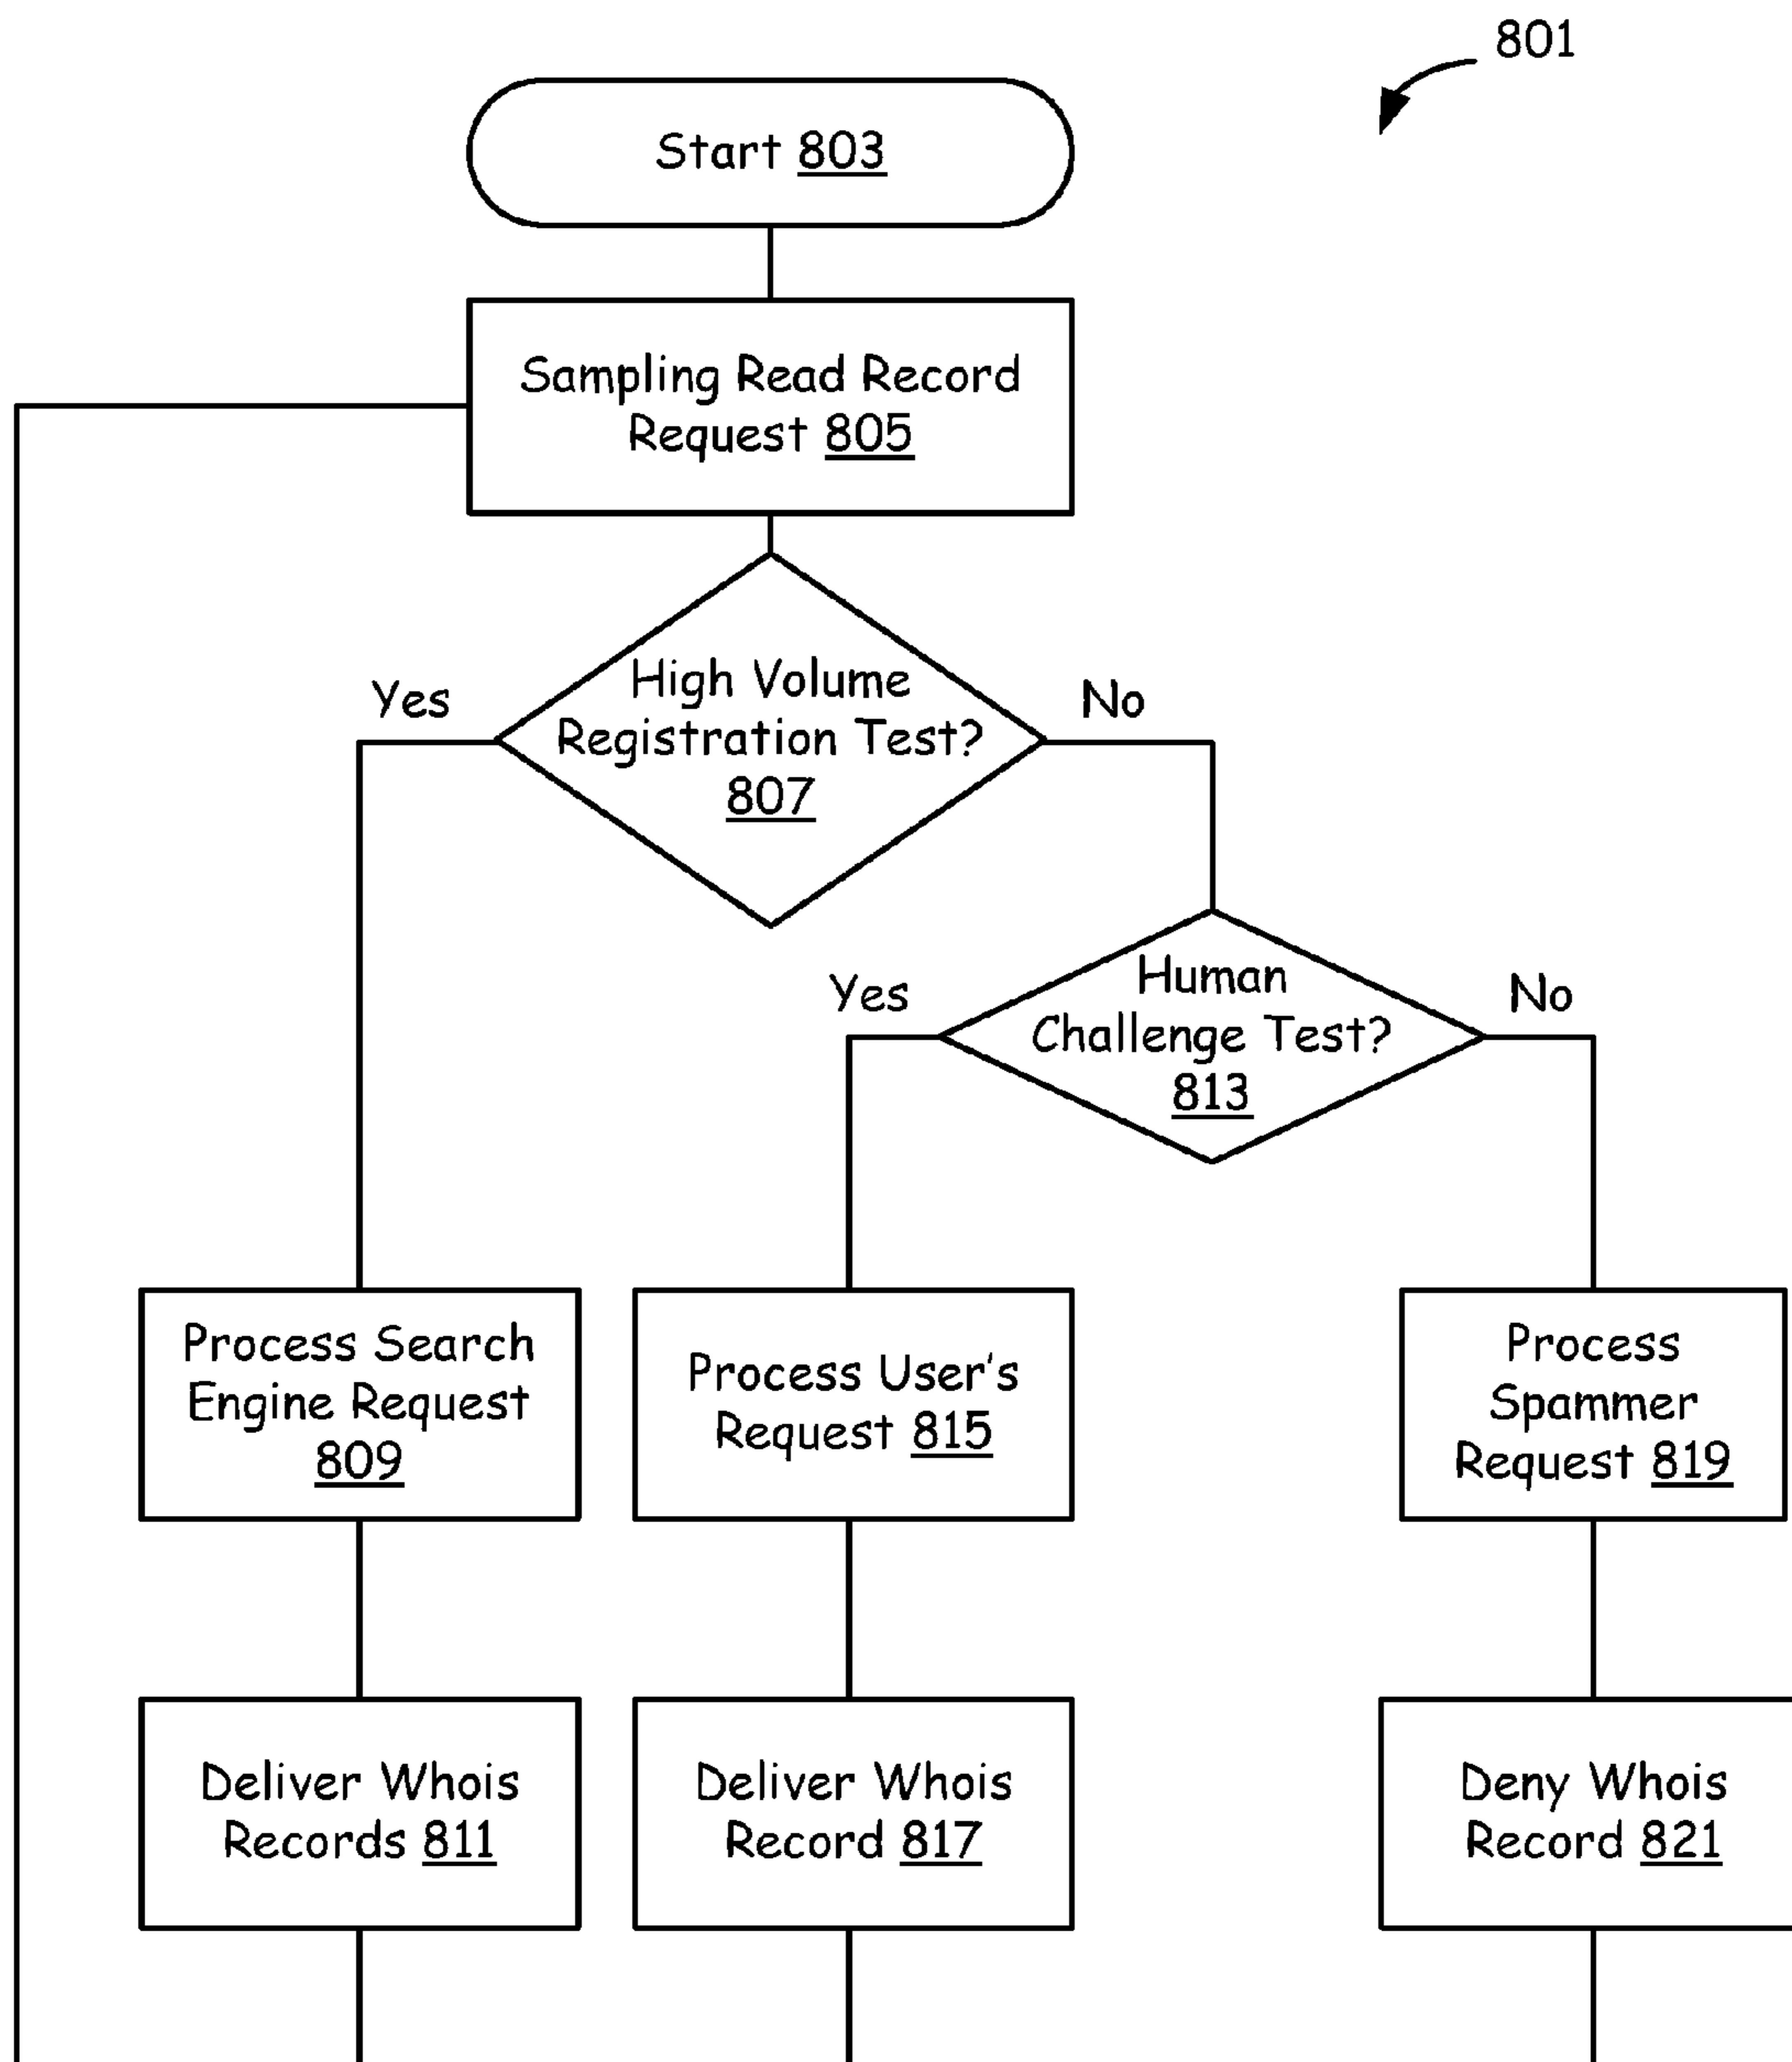 801
Start 803
Sampling Read Record
Request 805
High Volume
Registration Test?
807
Yes
No
Human
Challenge Test?
813
Yes
No
Process Search
Engine Request
809
Process User's
Request 815
Process
Spammer
Request 819
Deliver Whois
Records 811
Deliver Whois
Record 817
Deny Whois
Record 821